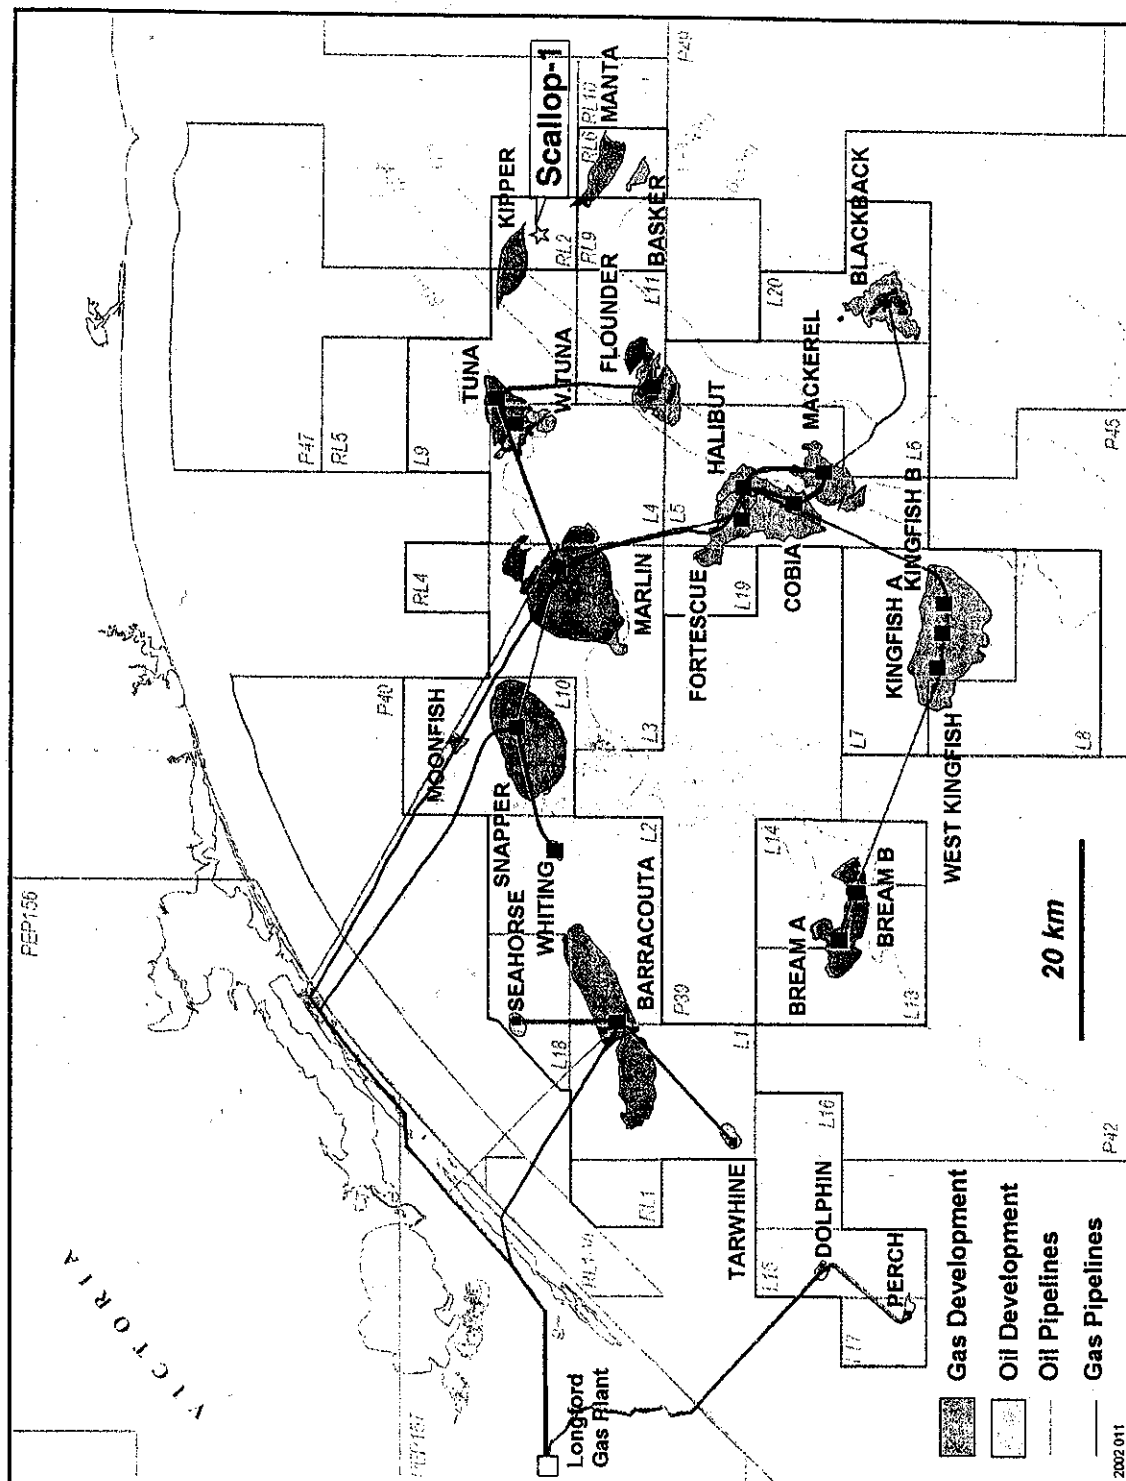 VICTORIA
PEP156
PEP157
Longford
Gas Plant
P47
RL5
L9
RL4
P40
MOONFISH
L10
SNAPPER
WHITING
SEAHORSE
L2
BARRACOUTA
L18
P39
L1
RL1
TARWHINE
L16
DOLPHIN
L15
PERCH
L17
P42
TUNA
W.TUNA
KIPPER
Scallop-1
RL2
RL9
RL6
RL10
MANTA
BASKER
P49
FLOUNDER
L11
L4
L5
MARLIN
L3
HALIBUT
FORTESCUE
L19
COBIA
MACKEREL
L20
BLACKBACK
L6
P45
KINGFISH B
KINGFISH A
WEST KINGFISH
L7
L8
L14
BREAM A
BREAM B
L13
20 km
Gas Development
Oil Development
Oil Pipelines
Gas Pipelines
2002 011